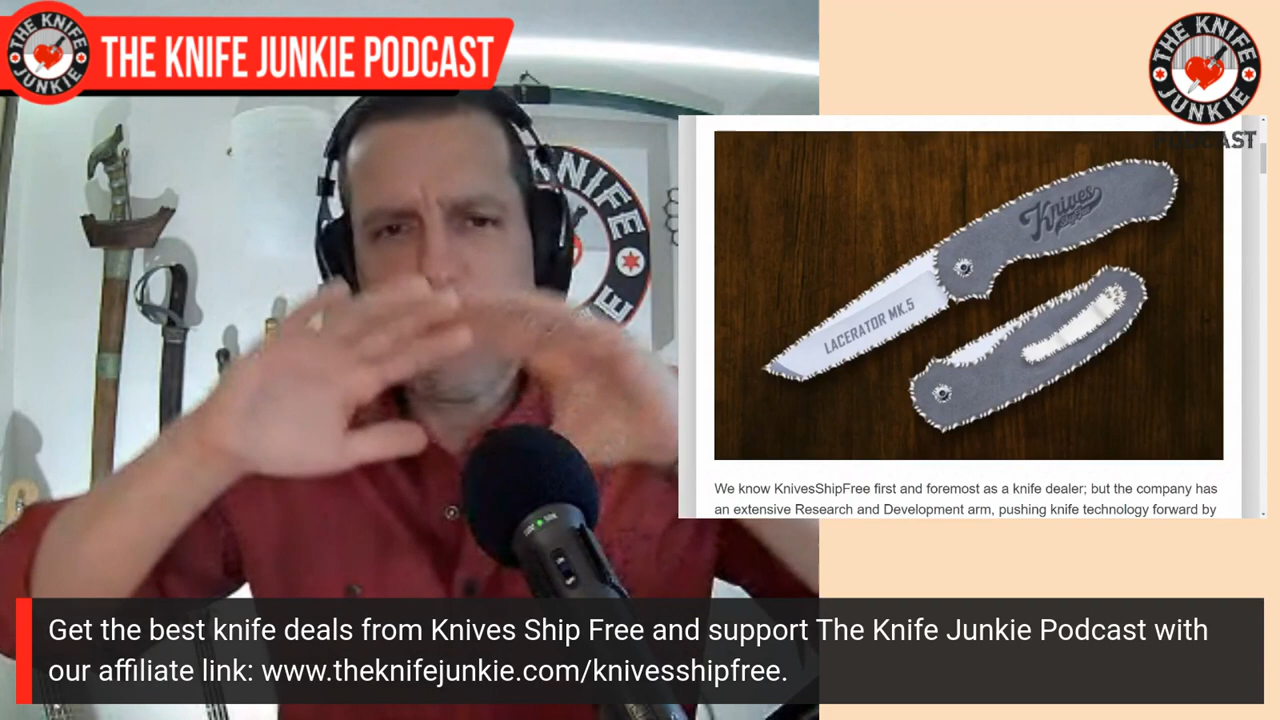 THE KNIFE JUNKIE
THE KNIFE JUNKIE PODCAST
KNIFE
THE KNIFE JUNKIE
PODCAST
Knives
LACERATOR MK.5
We know KnivesShipFree first and foremost as a knife dealer; but the company has
an extensive Research and Development arm, pushing knife technology forward by
Get the best knife deals from Knives Ship Free and support The Knife Junkie Podcast with
our affiliate link: www.theknifejunkie.com/knivesshipfree.